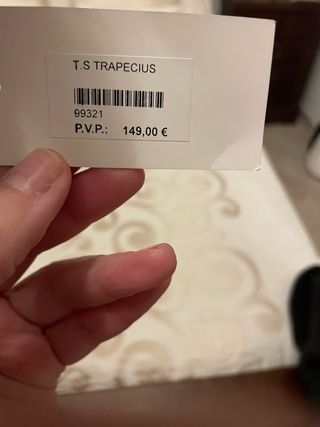 T.S TRAPECIUS
99321
P.V.P.: 149,00 €